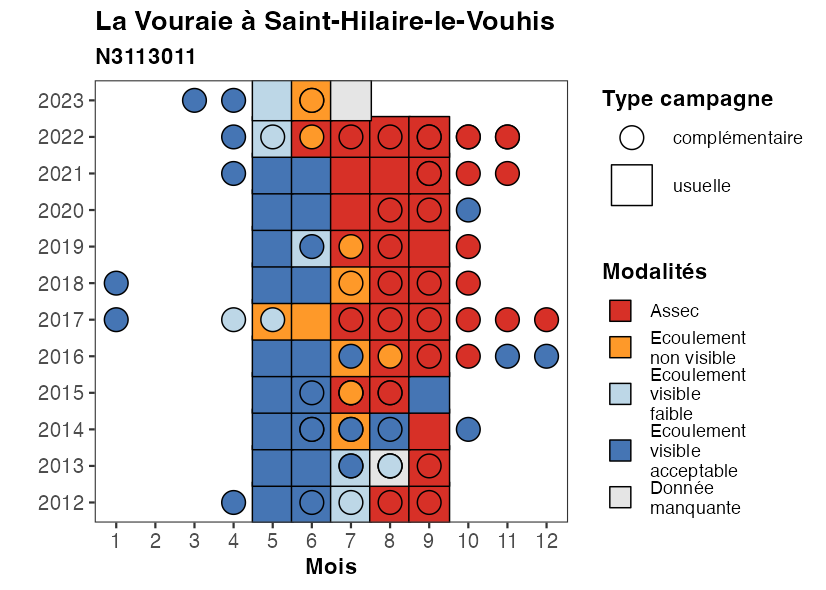 La Vouraie à Saint-Hilaire-le-Vouhis
N3113011
2023
2022
2021
2020
2019
2018
2017
2016
2015
2014
2013
2012
1 2 3 4 5 6 7 8 9 10 11 12
Mois
Type campagne
complémentaire
usuelle
Modalités
Assec
Ecoulement
non visible
Ecoulement
visible
faible
Ecoulement
visible
acceptable
Donnée
manquante